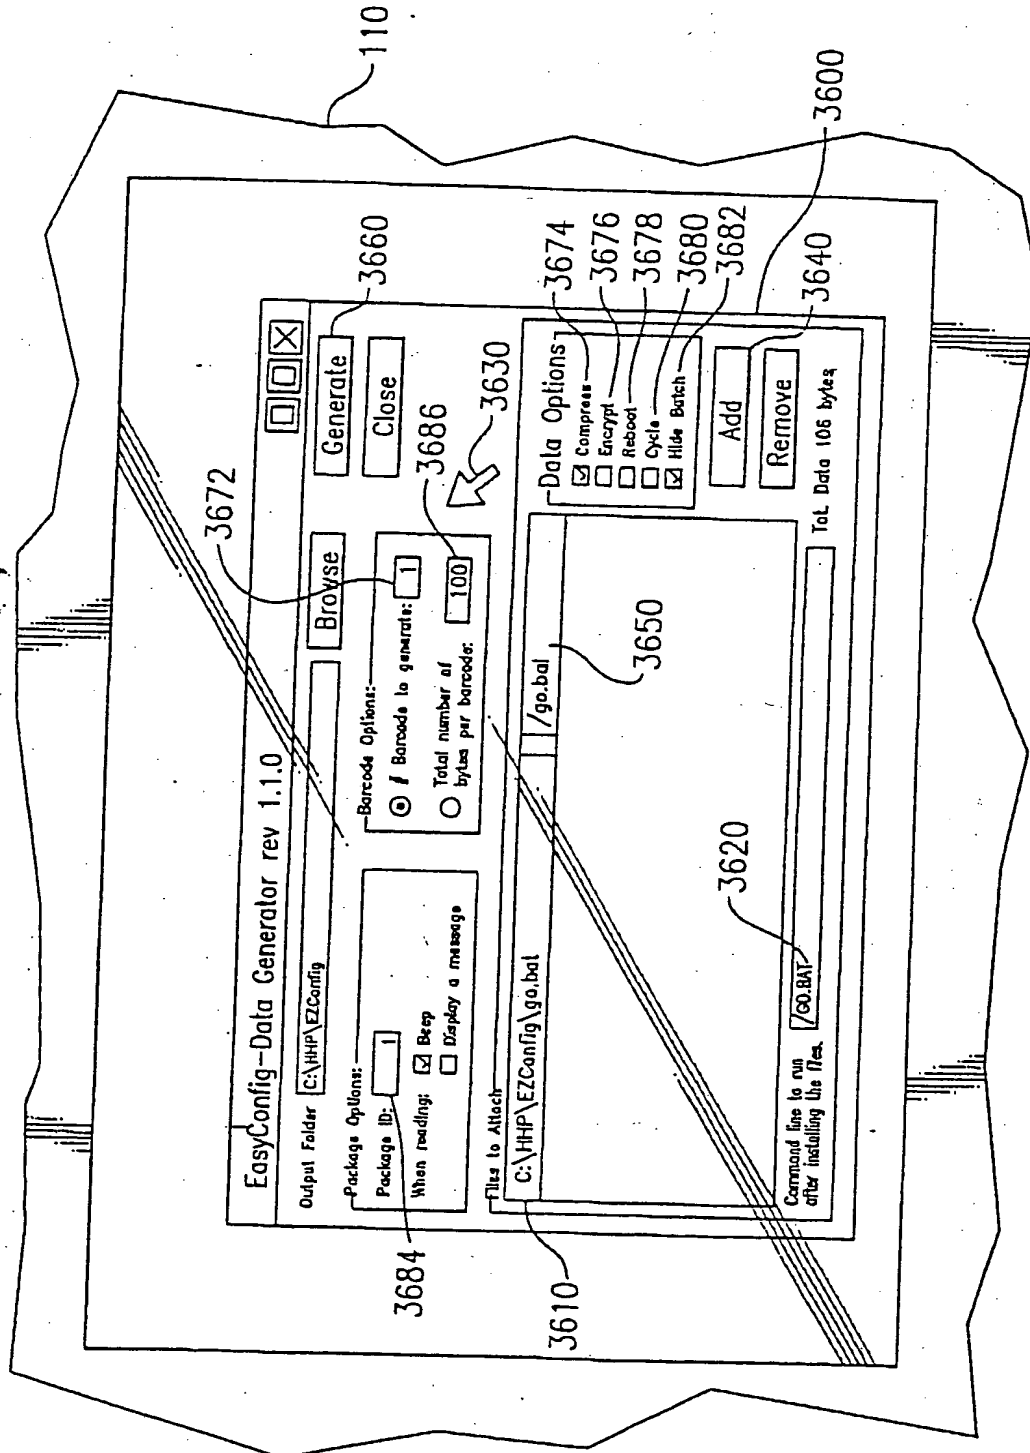 110
EasyConfig-Data Generator rev 1.1.0
Output Folder C:\HHP\EZConfig Browse Generate
3660
Close
3672
3686
3630
Package Options:
Package ID: 1
When reading: Beep
Display a message
3684
Barcode Options:
# Barcode to generate: 1
Total number of
bytes per barcode: 100
Files to Attach
C:\HHP\EZConfig\go.bat /go.bat
3610
3650
Data Options
Compress
Encrypt
Reboot
Cycle
Hide Batch
3674
3676
3678
3680
3682
Add
3640
Remove
3620
Command line to run
after installing the files. /GO.BAT
Tot. Data 106 bytes
3600